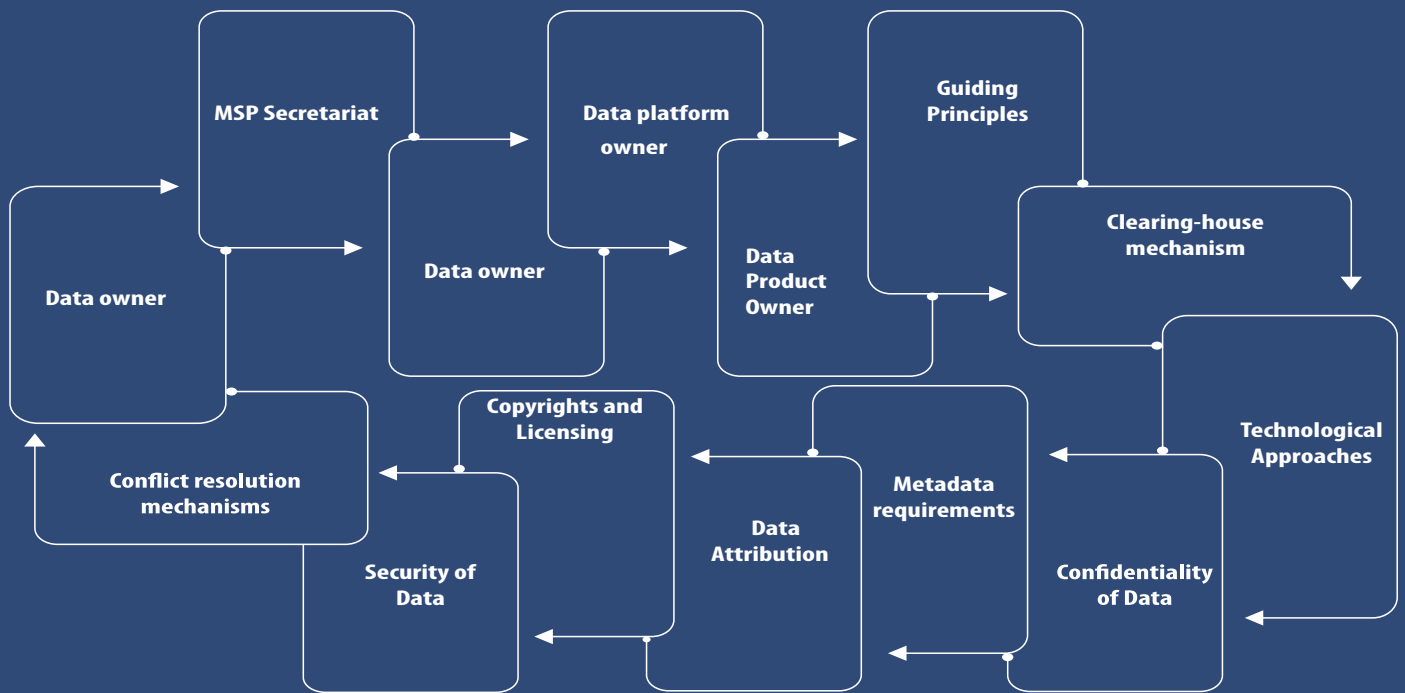 MSP Secretariat
Data platform
owner
Guiding
Principles
Clearing-house
mechanism
Data owner
Data owner
Data
Product
Owner
Technological
Approaches
Copyrights and
Licensing
Conflict resolution
mechanisms
Security of
Data
Data
Attribution
Metadata
requirements
Confidentiality
of Data